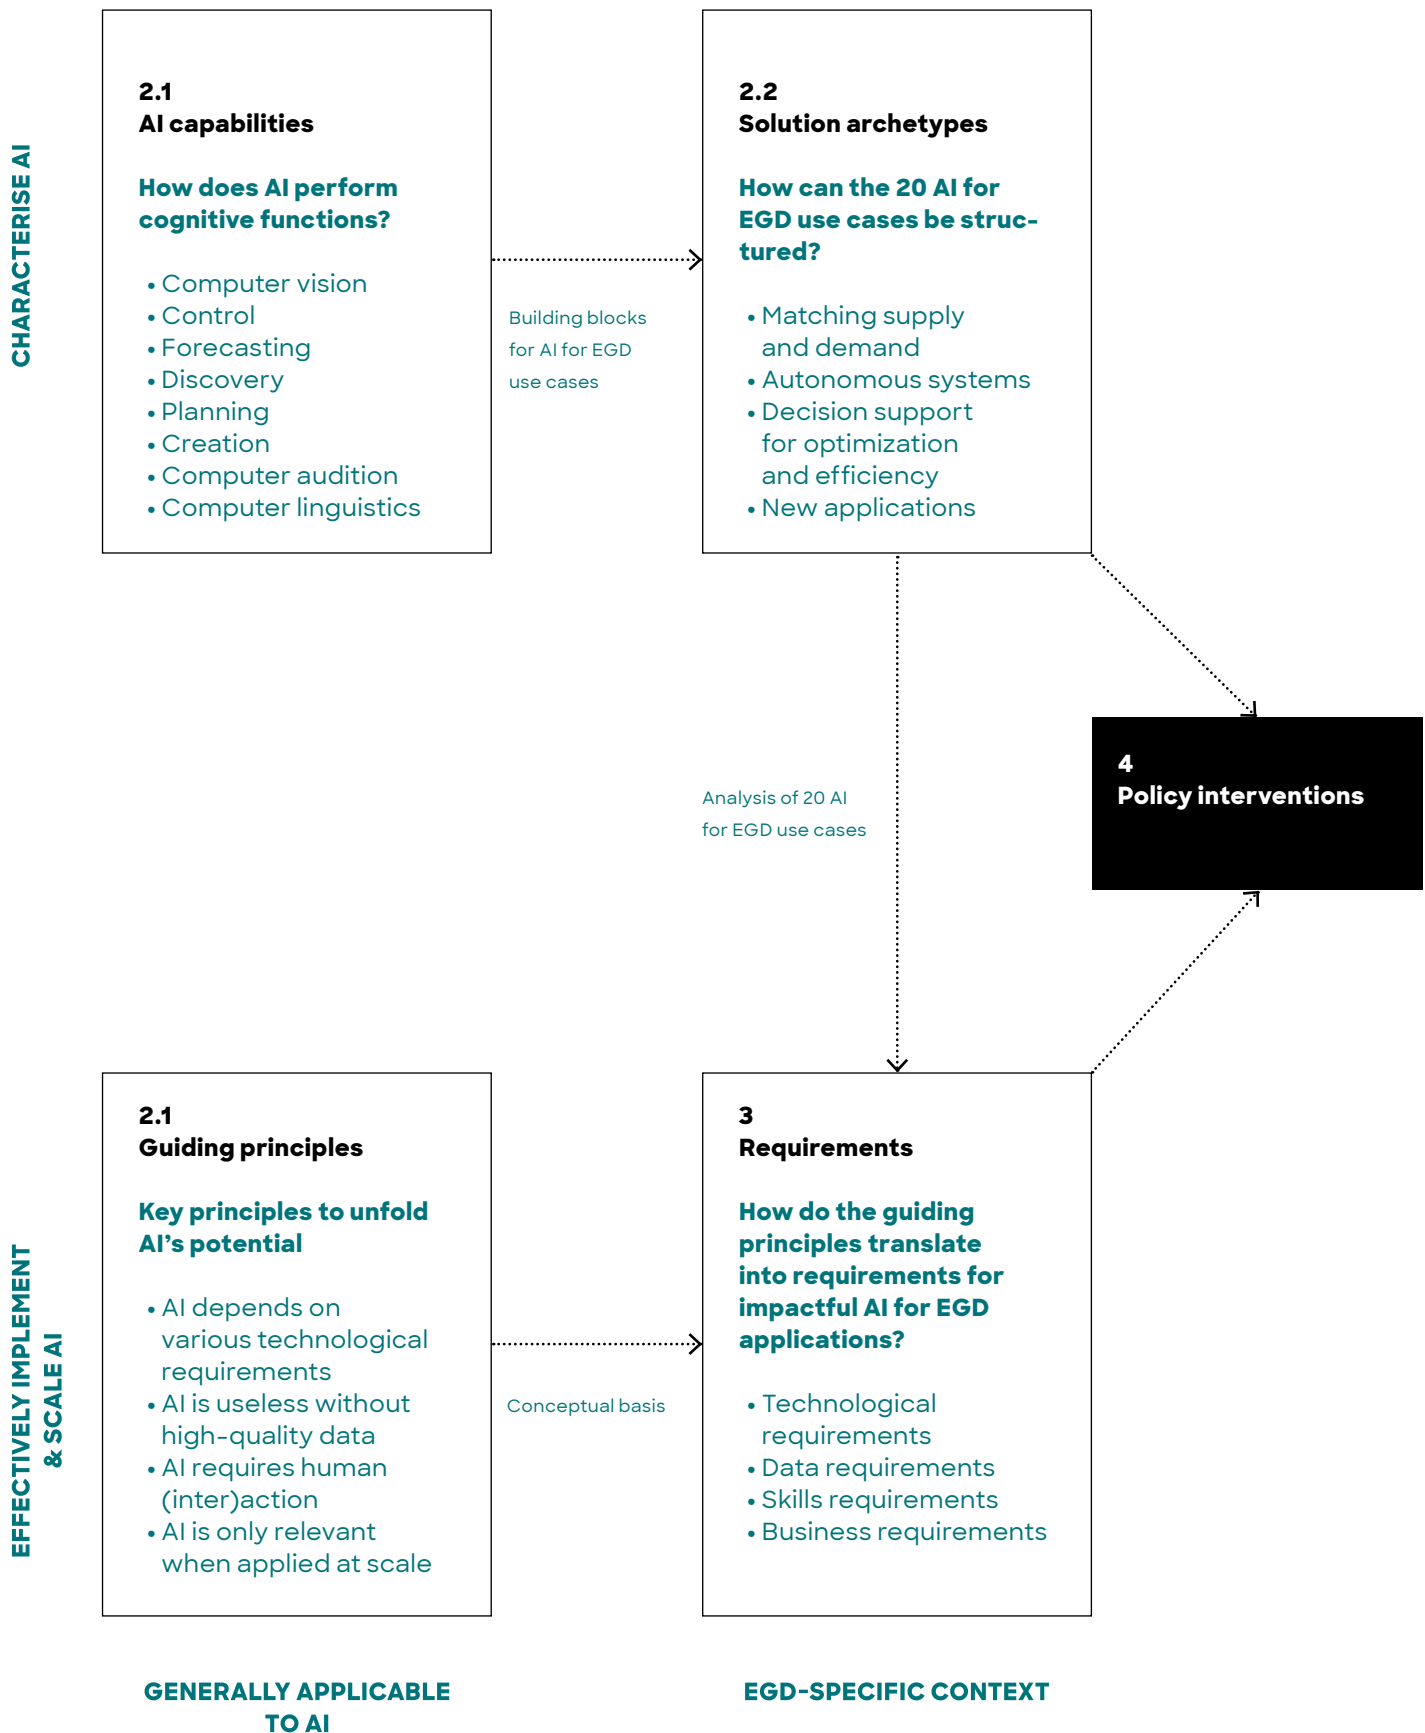 CHARACTERISE AI
2.1
AI capabilities
How does AI perform
cognitive functions?
• Computer vision
• Control
• Forecasting
• Discovery
• Planning
• Creation
• Computer audition
• Computer linguistics
Building blocks
for AI for EGD
use cases
2.2
Solution archetypes
How can the 20 AI for
EGD use cases be struc-
tured?
• Matching supply
and demand
• Autonomous systems
• Decision support
for optimization
and efficiency
• New applications
Analysis of 20 AI
for EGD use cases
4
Policy interventions
EFFECTIVELY IMPLEMENT
& SCALE AI
2.1
Guiding principles
Key principles to unfold
AI’s potential
• AI depends on
various technological
requirements
• AI is useless without
high-quality data
• AI requires human
(inter)action
• AI is only relevant
when applied at scale
Conceptual basis
3
Requirements
How do the guiding
principles translate
into requirements for
impactful AI for EGD
applications?
• Technological
requirements
• Data requirements
• Skills requirements
• Business requirements
GENERALLY APPLICABLE
TO AI
EGD-SPECIFIC CONTEXT